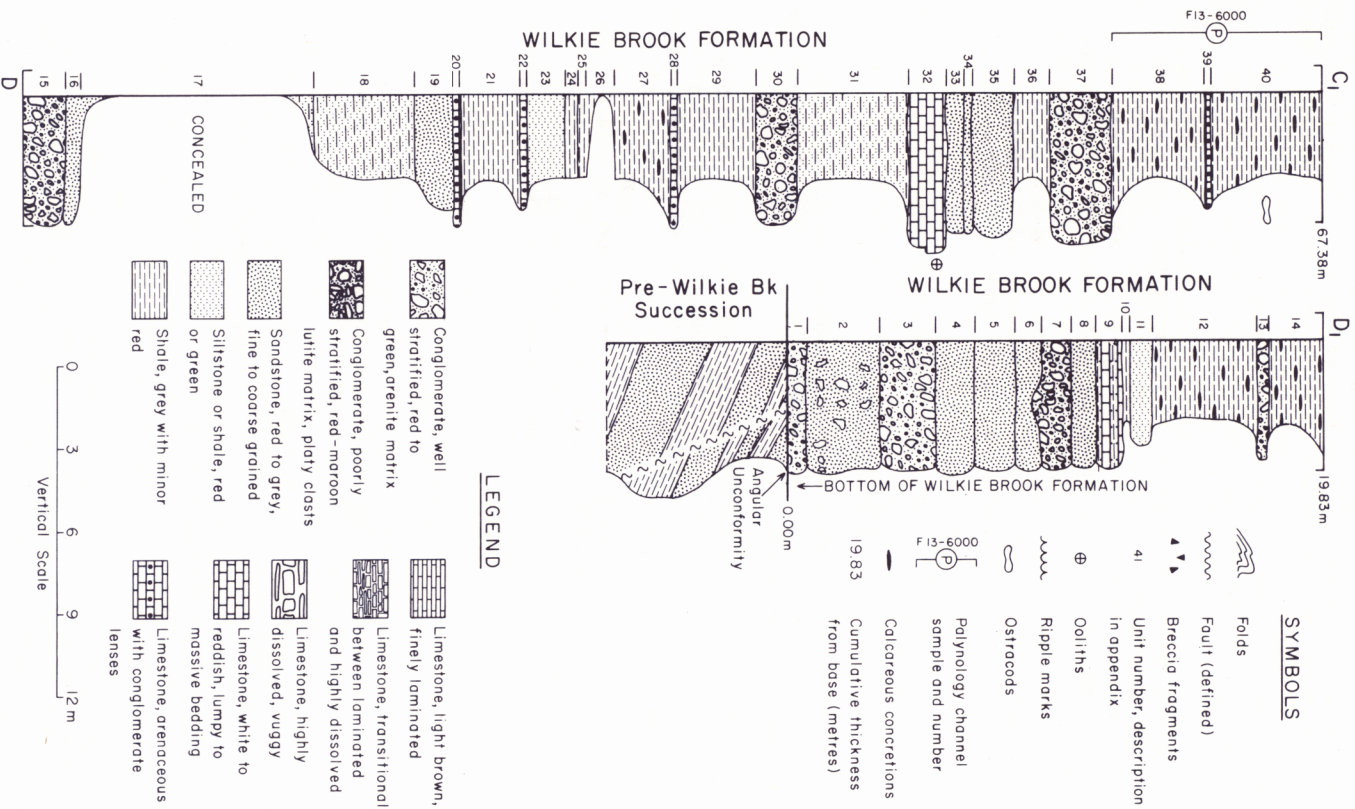 F13-6000
P
WILKIE BROOK FORMATION
C1
40
39
38
37
36
35
34
33
32
31
30
29
28
27
26
25
24
23
22
21
20
19
18
17
16
15
D
CONCEALED
67.38m
Pre-Wilkie Bk
Succession
WILKIE BROOK FORMATION
D1
1
2
3
4
5
6
7
8
9
10
11
12
13
14
19.83m
Angular
Unconformity
0.00m
BOTTOM OF WILKIE BROOK FORMATION
LEGEND
Conglomerate, well
stratified, red to
green, arenite matrix
Conglomerate, poorly
stratified, red-maroon
lutite matrix, platy clasts
Sandstone, red to grey,
fine to coarse grained
Siltstone or shale, red
or green
Shale, grey with minor
red
Limestone, light brown,
finely laminated
Limestone, transitional
between laminated
and highly dissolved
Limestone, highly
dissolved, vuggy
Limestone, white to
reddish, lumpy to
massive bedding
Limestone, arenaceous
with conglomerate
lenses
0
3
6
9
12 m
Vertical Scale
SYMBOLS
Folds
Fault (defined)
Breccia fragments
41
Unit number, description
in appendix
Ooliths
Ripple marks
Ostracods
F13-6000
P
Palynology channel
sample and number
Calcareous concretions
19.83
Cumulative thickness
from base (metres)